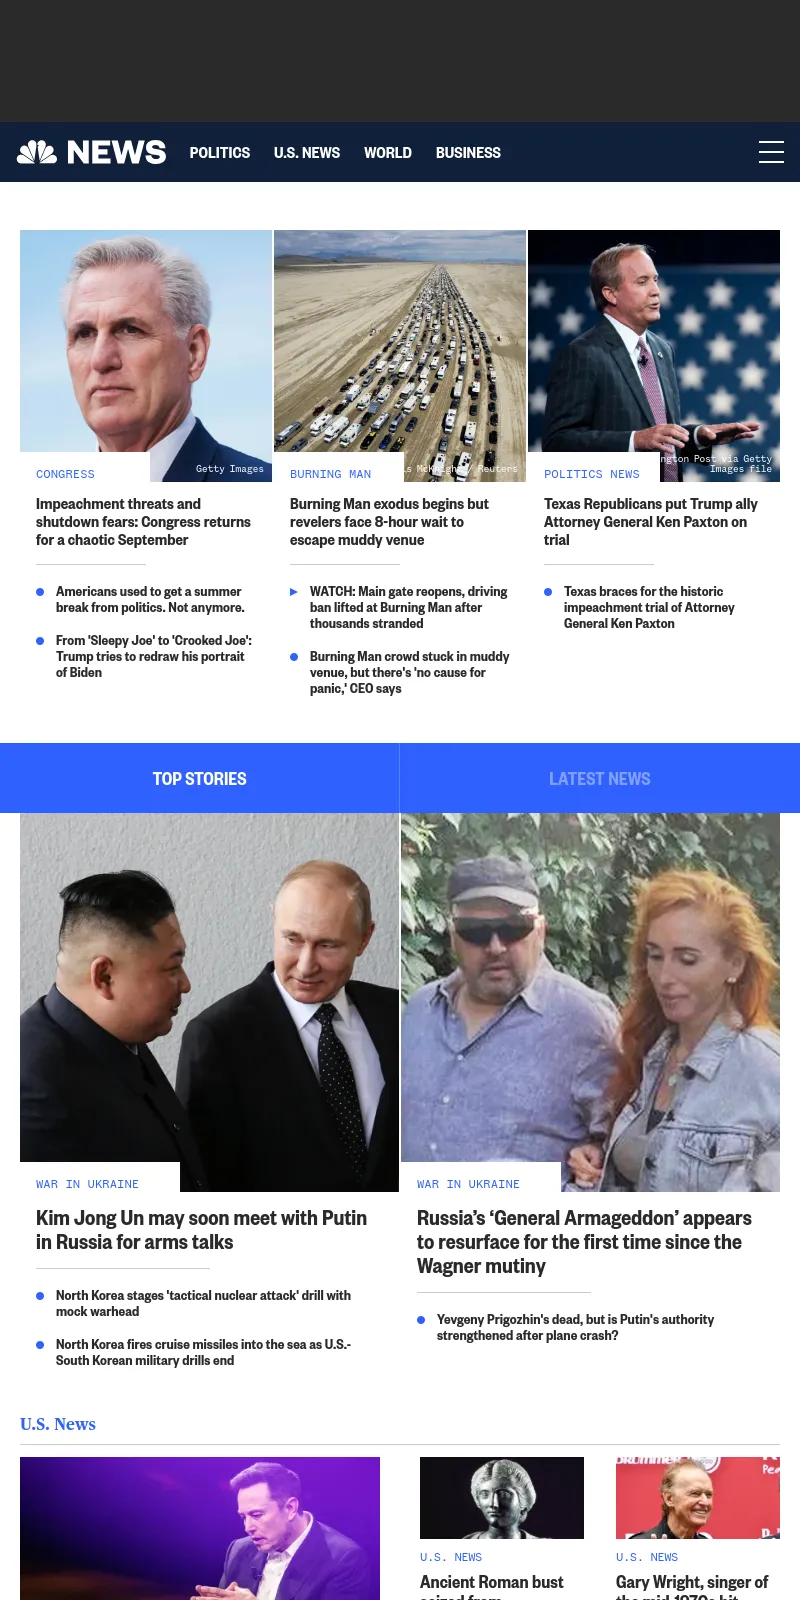 NEWS
POLITICS
U.S. NEWS
WORLD
BUSINESS
Getty Images
CONGRESS
Impeachment threats and
shutdown fears: Congress returns
for a chaotic September
Americans used to get a summer
break from politics. Not anymore.
From 'Sleepy Joe' to 'Crooked Joe':
Trump tries to redraw his portrait
of Biden
McKnight / Reuters
BURNING MAN
Burning Man exodus begins but
revelers face 8-hour wait to
escape muddy venue
WATCH: Main gate reopens, driving
ban lifted at Burning Man after
thousands stranded
Burning Man crowd stuck in muddy
venue, but there's 'no cause for
panic,' CEO says
Post via Getty
Images file
POLITICS NEWS
Texas Republicans put Trump ally
Attorney General Ken Paxton on
trial
Texas braces for the historic
impeachment trial of Attorney
General Ken Paxton
TOP STORIES
LATEST NEWS
WAR IN UKRAINE
Kim Jong Un may soon meet with Putin
in Russia for arms talks
North Korea stages 'tactical nuclear attack' drill with
mock warhead
North Korea fires cruise missiles into the sea as U.S.-
South Korean military drills end
WAR IN UKRAINE
Russia’s ‘General Armageddon’ appears
to resurface for the first time since the
Wagner mutiny
Yevgeny Prigozhin's dead, but is Putin's authority
strengthened after plane crash?
U.S. News
U.S. NEWS
Ancient Roman bust
seized from
U.S. NEWS
Gary Wright, singer of
the mid-1970s hit